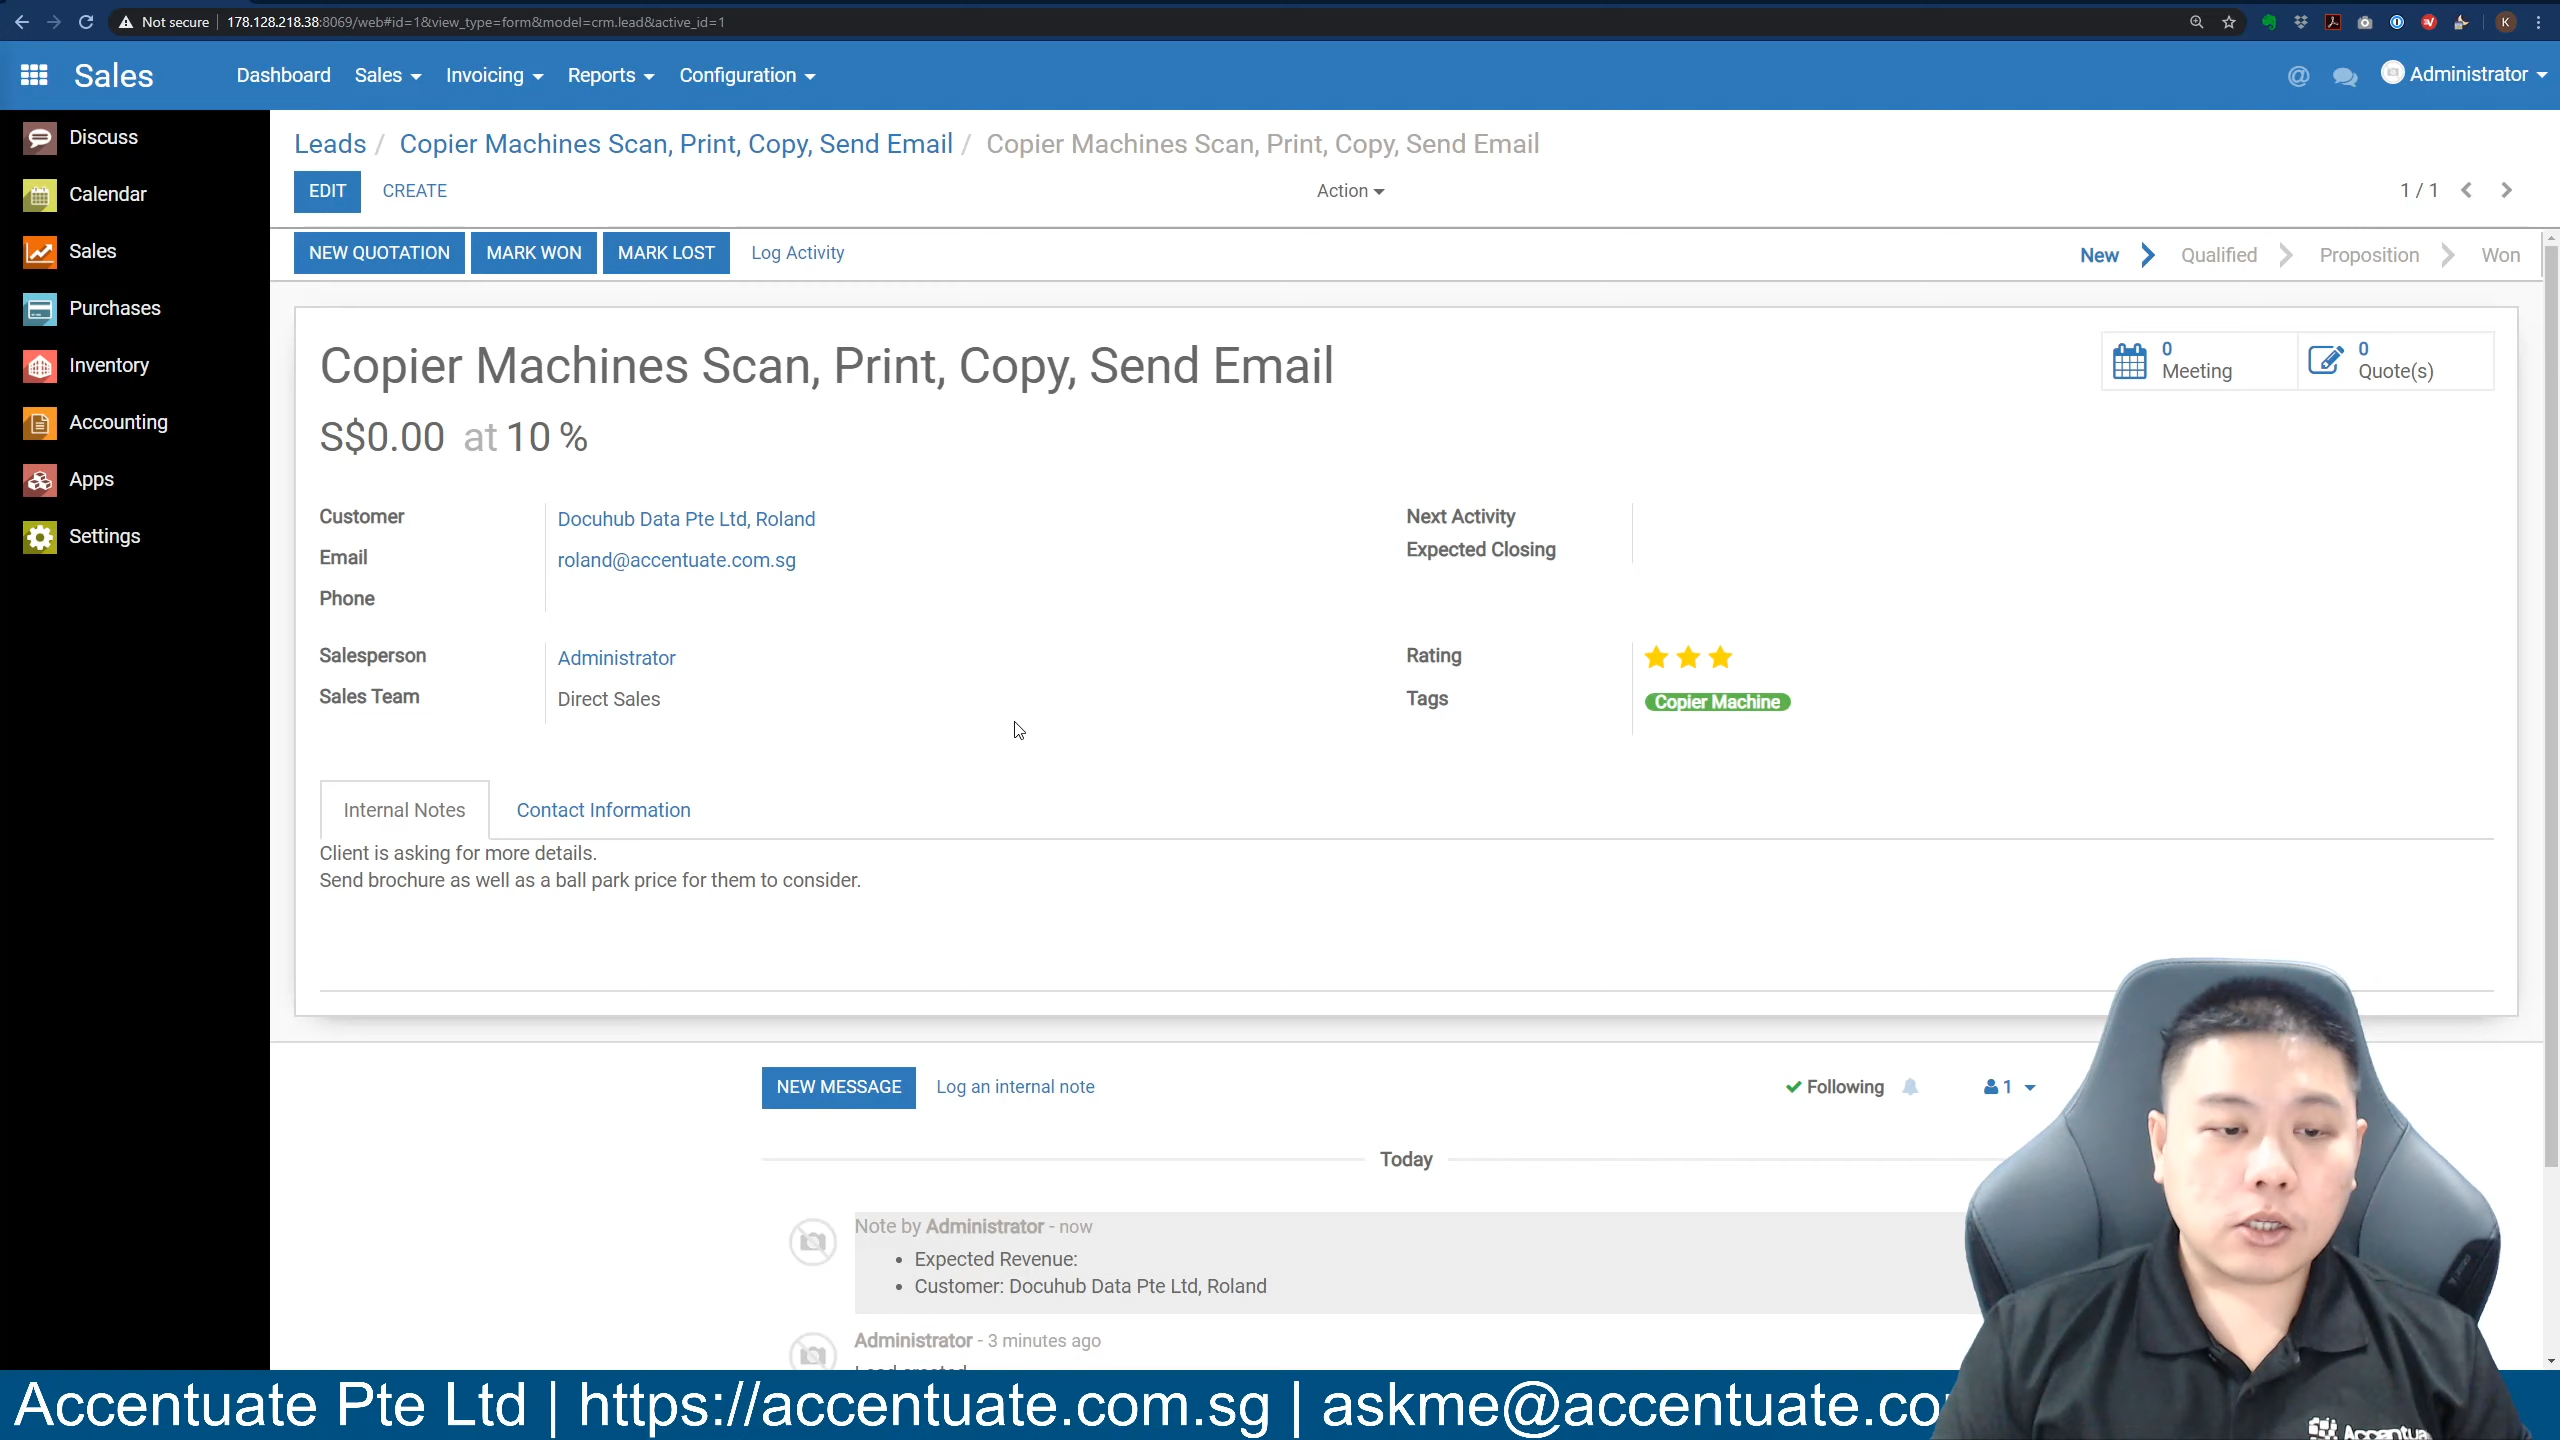 Not secure | 178.128.218.38:8069/web#id=1&view_type=form&model=crm.lead&active_id=1
K
Sales Dashboard Sales Invoicing Reports Configuration
@ Administrator
Discuss
Calendar
Sales
Purchases
Inventory
Accounting
Apps
Settings
Leads / Copier Machines Scan, Print, Copy, Send Email / Copier Machines Scan, Print, Copy, Send Email
EDIT CREATE Action 1 / 1
NEW QUOTATION MARK WON MARK LOST Log Activity
New Qualified Proposition Won
Copier Machines Scan, Print, Copy, Send Email
0 Meeting
0 Quote(s)
S$0.00 at 10 %
Customer Docuhub Data Pte Ltd, Roland
Email roland@accentuate.com.sg
Phone
Next Activity
Expected Closing
Salesperson Administrator
Sales Team Direct Sales
Rating
Tags Copier Machine
Internal Notes Contact Information
Client is asking for more details.
Send brochure as well as a ball park price for them to consider.
NEW MESSAGE Log an internal note Following 1
Today
Note by Administrator - now
• Expected Revenue:
• Customer: Docuhub Data Pte Ltd, Roland
Administrator - 3 minutes ago
Accentuate Pte Ltd | https://accentuate.com.sg | askme@accentuate.co